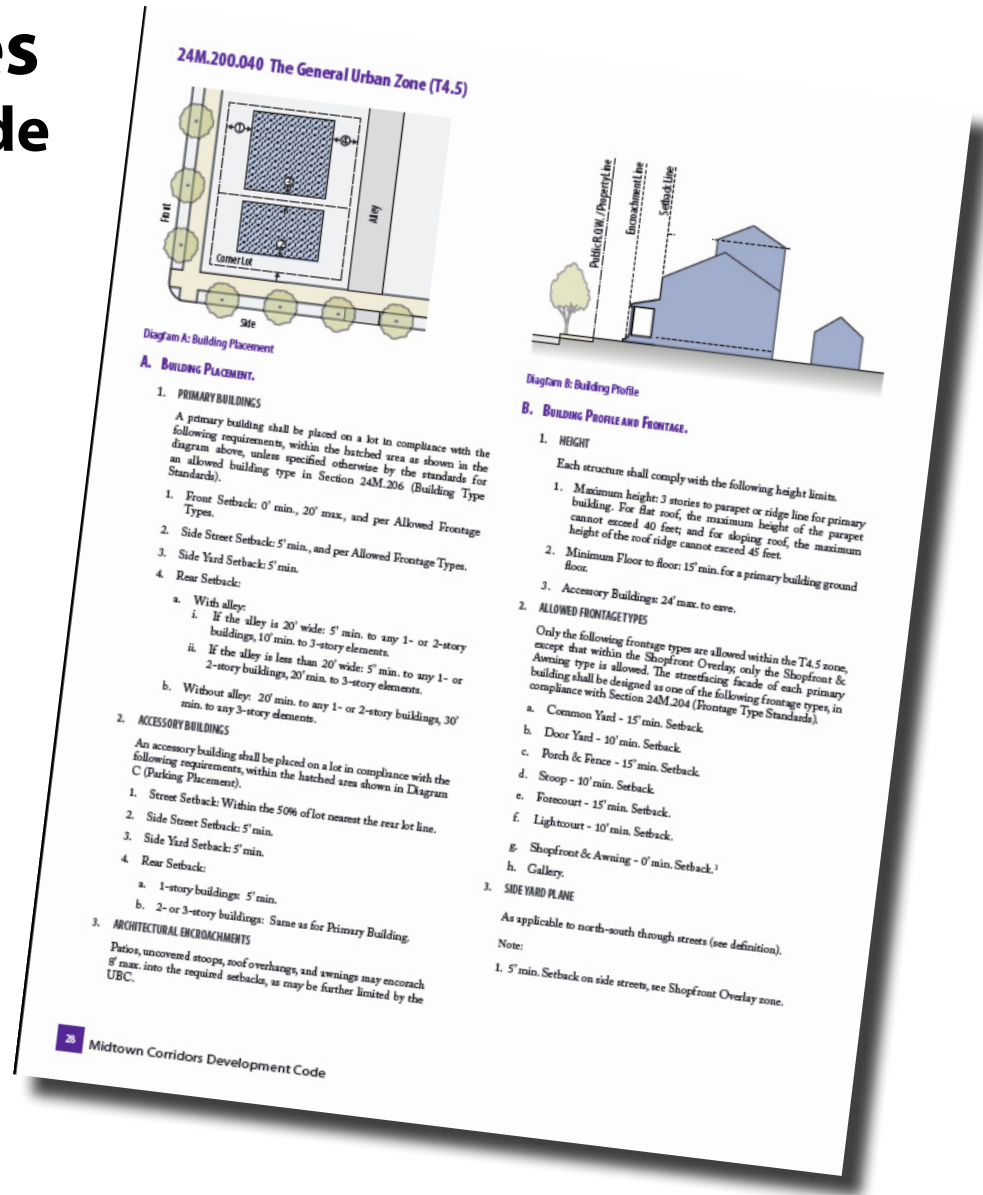 es
de
24M.200.040 The General Urban Zone (T4.5)
Front
Corner Lot
Alley
Side
Diagram A: Building Placement
A. Building Placement.
1. PRIMARY BUILDINGS
A primary building shall be placed on a lot in compliance with the
following requirements, within the hatched area as shown in the
diagram above, unless specified otherwise by the standards for
an allowed building type in Section 24M.206 (Building Type
Standards).
1. Front Setback: 0' min., 20' max., and per Allowed Frontage
Types.
2. Side Street Setback: 5' min., and per Allowed Frontage Types.
3. Side Yard Setback: 5' min.
4. Rear Setback:
a. With alley:
i. If the alley is 20' wide: 5' min. to any 1- or 2-story
buildings, 10' min. to 3-story elements.
ii. If the alley is less than 20' wide: 5' min. to any 1- or
2-story buildings, 20' min. to 3-story elements.
b. Without alley: 20' min. to any 1- or 2-story buildings, 30'
min. to any 3-story elements.
2. ACCESSORY BUILDINGS
An accessory building shall be placed on a lot in compliance with the
following requirements, within the hatched area shown in Diagram
C (Parking Placement).
1. Street Setback: Within the 50% of lot nearest the rear lot line.
2. Side Street Setback: 5' min.
3. Side Yard Setback: 5' min.
4. Rear Setback:
a. 1-story buildings: 5' min.
b. 2- or 3-story buildings: Same as for Primary Building.
3. ARCHITECTURAL ENCROACHMENTS
Patios, uncovered stoops, roof overhangs, and awnings may encorach
8' max. into the required setbacks, as may be further limited by the
UBC.
Public R.O.W. / Property Line
Encroachment Line
Setback Line
Diagram B: Building Profile
B. Building Profile and Frontage.
1. HEIGHT
Each structure shall comply with the following height limits.
1. Maximum height: 3 stories to parapet or ridge line for primary
building. For flat roof, the maximum height of the parapet
cannot exceed 40 feet; and for sloping roof, the maximum
height of the roof ridge cannot exceed 45 feet.
2. Minimum Floor to floor: 15' min. for a primary building ground
floor.
3. Accessory Buildings: 24' max. to eave.
2. ALLOWED FRONTAGE TYPES
Only the following frontage types are allowed within the T4.5 zone,
except that within the Shopfront Overlay, only the Shopfront &
Awning type is allowed. The streetfacing facade of each primary
building shall be designed as one of the following frontage types, in
compliance with Section 24M.204 (Frontage Type Standards).
a. Common Yard - 15' min. Setback.
b. Door Yard - 10' min. Setback.
c. Porch & Fence - 15' min. Setback.
d. Stoop - 10' min. Setback.
e. Forecourt - 15' min. Setback.
f. Lightcourt - 10' min. Setback.
g. Shopfront & Awning - 0' min. Setback.¹
h. Gallery.
3. SIDE YARD PLANE
As applicable to north-south through streets (see definition).
Note:
1. 5' min. Setback on side streets, see Shopfront Overlay zone.
28 Midtown Corridors Development Code